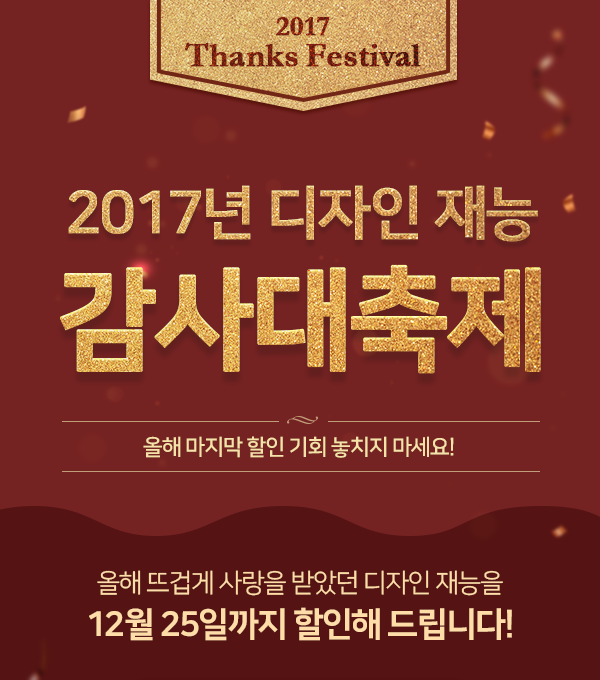 2017
Thanks Festival
2017년 디자인 재능
감사대축제
올해 마지막 할인 기회 놓치지 마세요!
올해 뜨겁게 사랑을 받았던 디자인 재능을
12월 25일까지 할인해 드립니다!